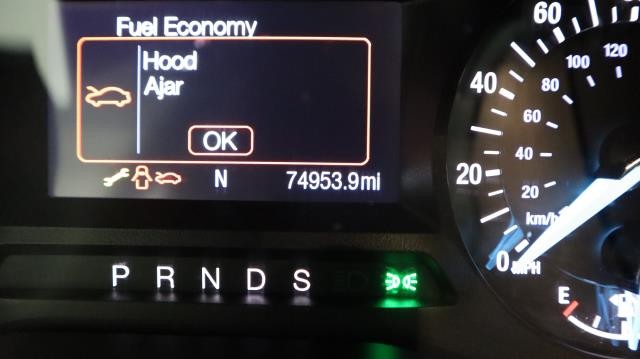 Fuel Economy
Hood
Ajar
OK
N 74953.9mi
P R N D S
60
40
20
0 MPH
120
100
80
60
40
20
km/h
E